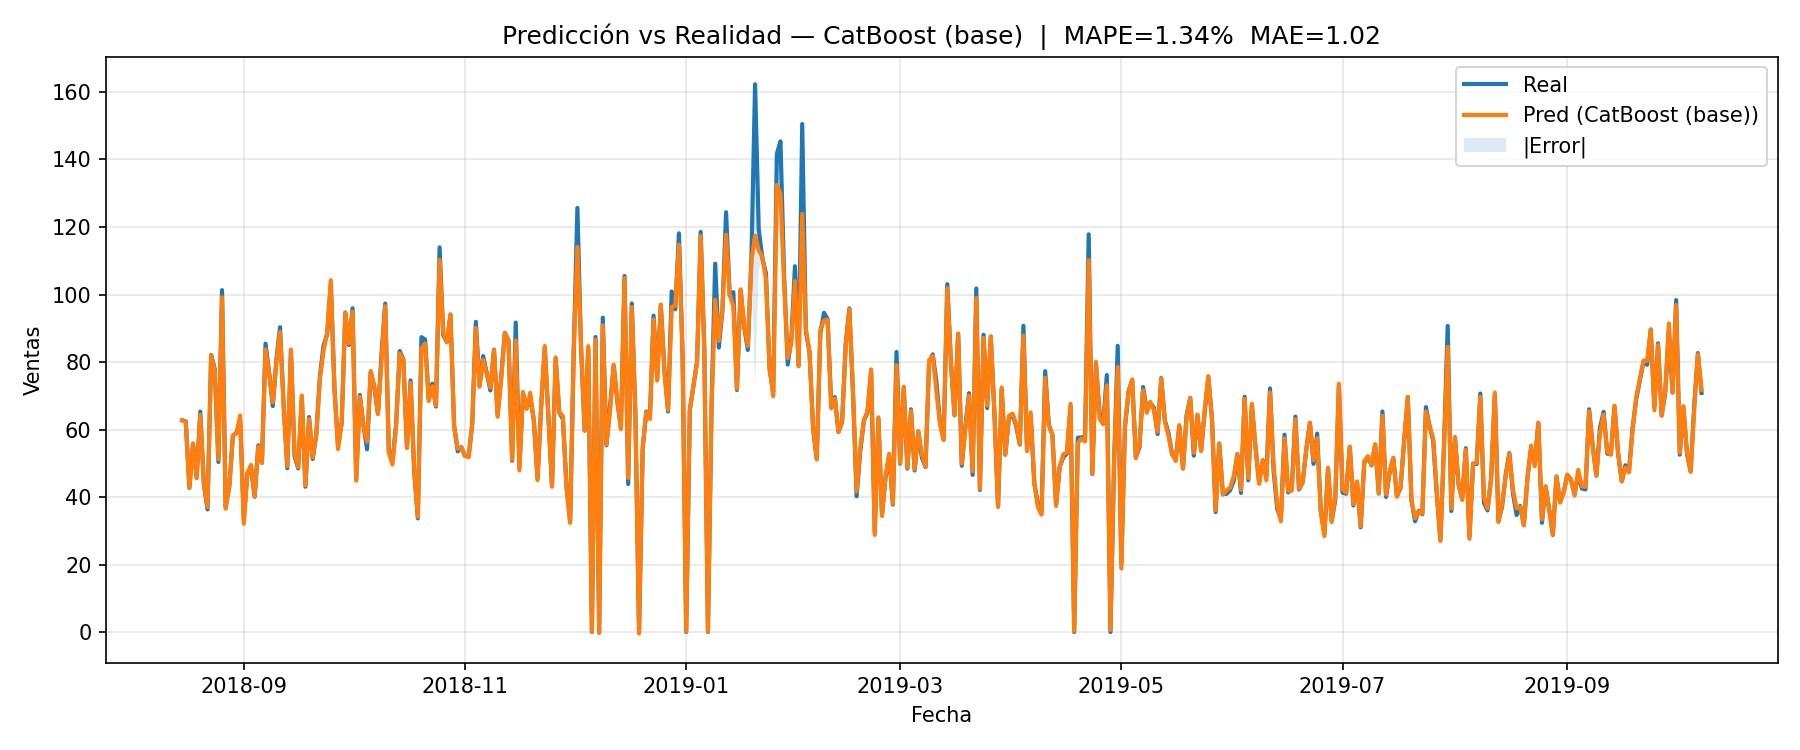 Predicción vs Realidad — CatBoost (base)  |  MAPE=1.34%  MAE=1.02
Real
Pred (CatBoost (base))
|Error|
Ventas
160
140
120
100
80
60
40
20
0
2018-09
2018-11
2019-01
2019-03
2019-05
2019-07
2019-09
Fecha